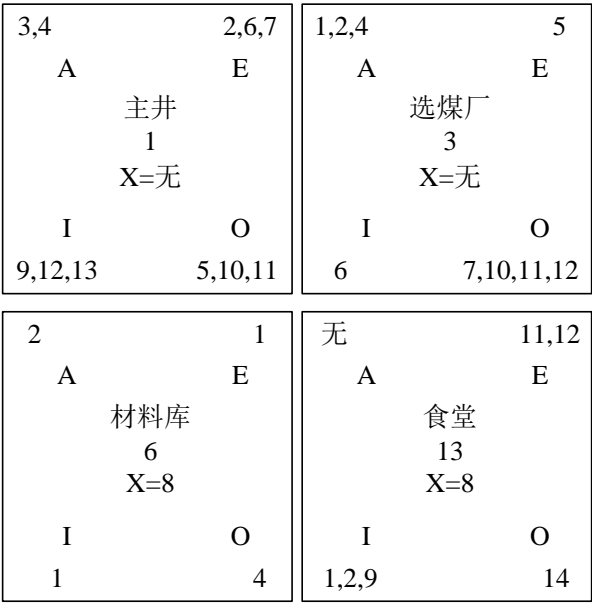 3,4 2,6,7
A E
主井
1
X=无
I O
9,12,13 5,10,11
1,2,4 5
A E
选煤厂
3
X=无
I O
6 7,10,11,12
2 1
A E
材料库
6
X=8
I O
1 4
无 11,12
A E
食堂
13
X=8
I O
1,2,9 14